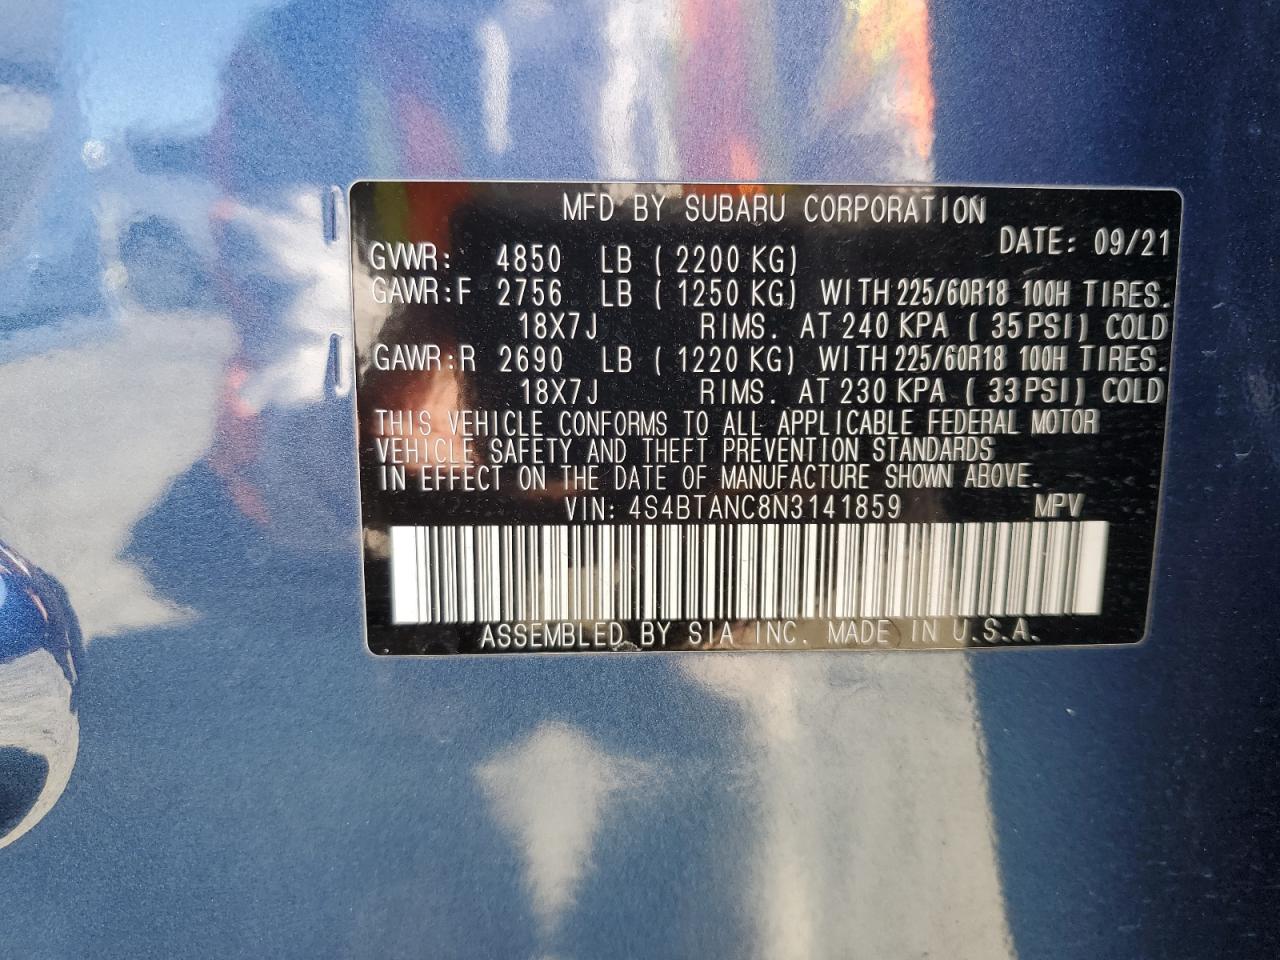 MFD BY SUBARU CORPORATION
DATE: 09/21
GVWR: 4850 LB ( 2200 KG)
GAWR:F 2756 LB ( 1250 KG) WITH 225/60R18 100H TIRES.
18X7J RIMS. AT 240 KPA ( 35 PSI) COLD
GAWR:R 2690 LB ( 1220 KG) WITH 225/60R18 100H TIRES.
18X7J RIMS. AT 230 KPA ( 33 PSI) COLD
THIS VEHICLE CONFORMS TO ALL APPLICABLE FEDERAL MOTOR
VEHICLE SAFETY AND THEFT PREVENTION STANDARDS
IN EFFECT ON THE DATE OF MANUFACTURE SHOWN ABOVE.
VIN: 4S4BTANC8N3141859 MPV
ASSEMBLED BY SIA INC. MADE IN U.S.A.